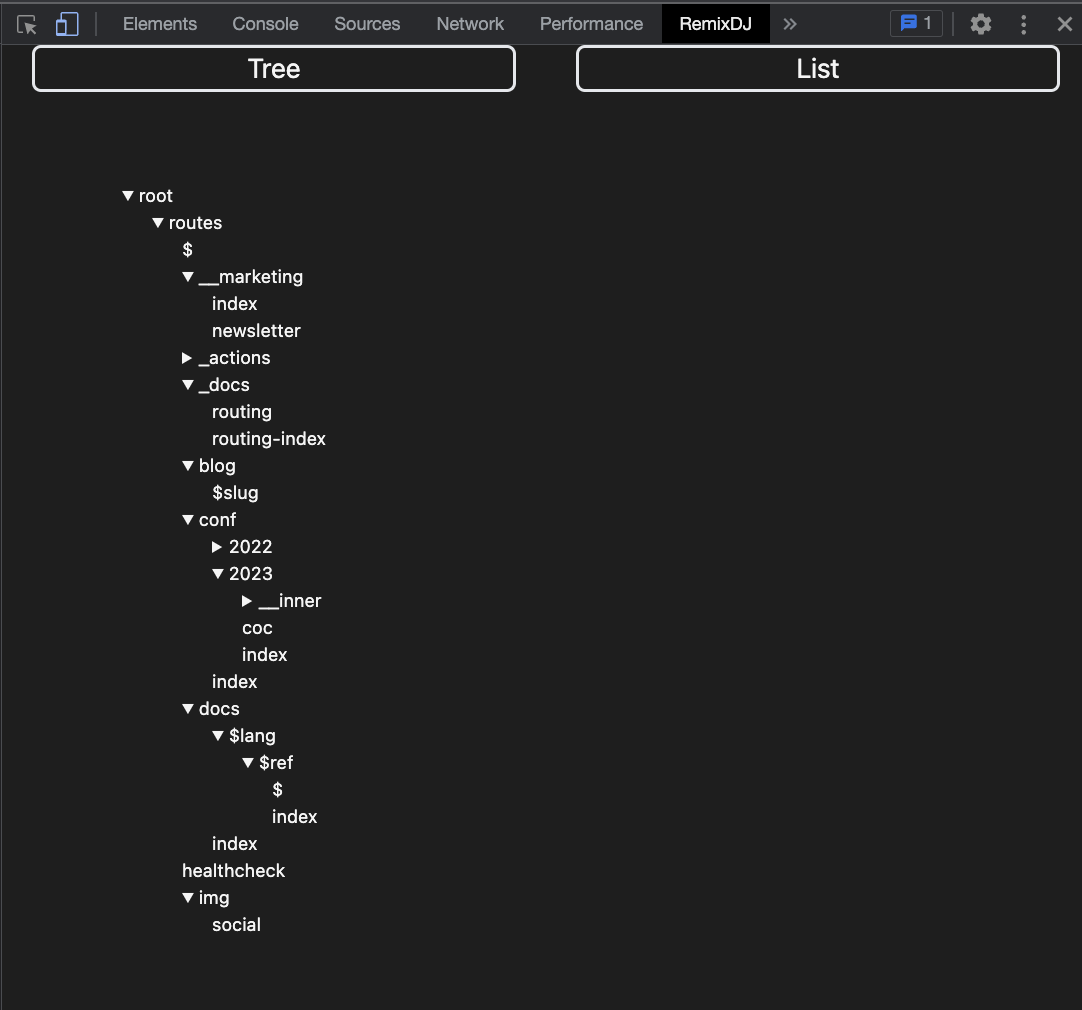 Elements Console Sources Network Performance RemixDJ 1
Tree List
root
routes
$
__marketing
index
newsletter
_actions
_docs
routing
routing-index
blog
$slug
conf
2022
2023
__inner
coc
index
index
docs
$lang
$ref
$
index
index
healthcheck
img
social